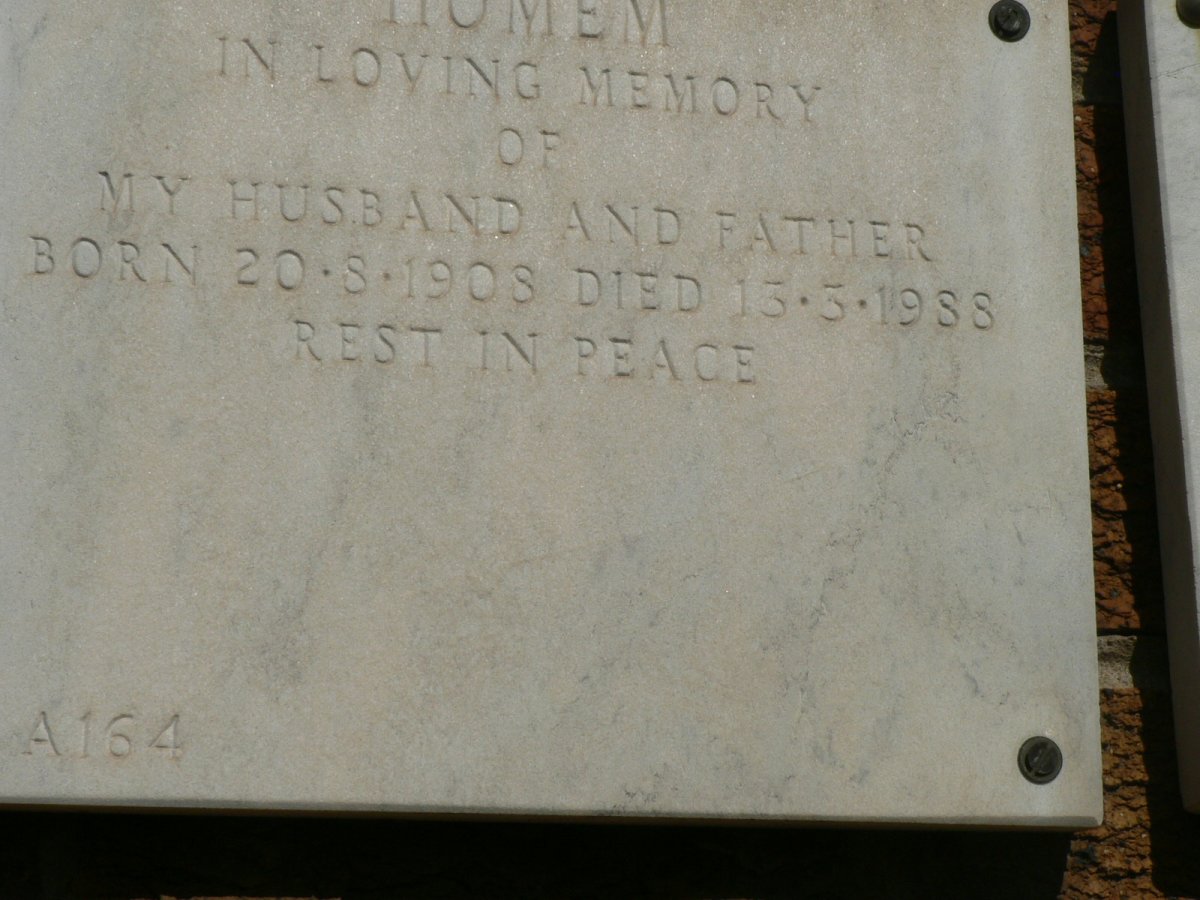 HOMEM
IN LOVING MEMORY
OF
MY HUSBAND AND FATHER
BORN 20·8·1908 DIED 13·3·1988
REST IN PEACE
A164